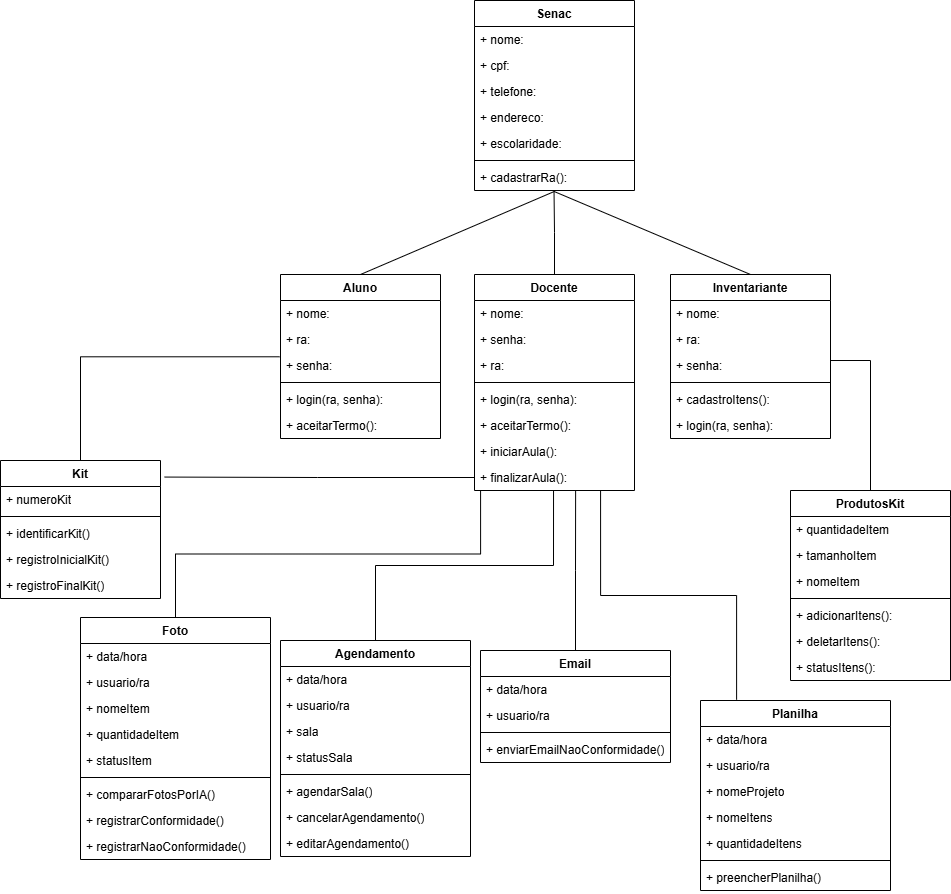 Senac
+ nome:
+ cpf:
+ telefone:
+ endereco:
+ escolaridade:
+ cadastrarRa():
Aluno
+ nome:
+ ra:
+ senha:
+ login(ra, senha):
+ aceitarTermo():
Docente
+ nome:
+ senha:
+ ra:
+ login(ra, senha):
+ aceitarTermo():
+ iniciarAula():
+ finalizarAula():
Inventariante
+ nome:
+ ra:
+ senha:
+ cadastroItens():
+ login(ra, senha):
Kit
+ numeroKit
+ identificarKit()
+ registroInicialKit()
+ registroFinalKit()
ProdutosKit
+ quantidadeItem
+ tamanhoItem
+ nomeItem
+ adicionarItens():
+ deletarItens():
+ statusItens():
Foto
+ data/hora
+ usuario/ra
+ nomeItem
+ quantidadeItem
+ statusItem
+ compararFotosPorIA()
+ registrarConformidade()
+ registrarNaoConformidade()
Agendamento
+ data/hora
+ usuario/ra
+ sala
+ statusSala
+ agendarSala()
+ cancelarAgendamento()
+ editarAgendamento()
Email
+ data/hora
+ usuario/ra
+ enviarEmailNaoConformidade()
Planilha
+ data/hora
+ usuario/ra
+ nomeProjeto
+ nomeItens
+ quantidadeItens
+ preencherPlanilha()